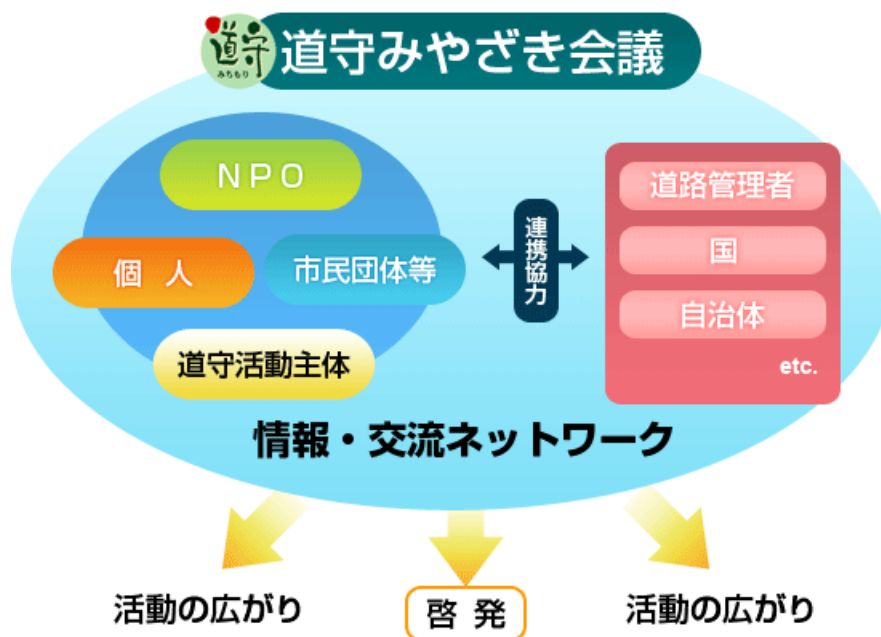 道守
みちもり
道守みやざき会議
NPO
個人
市民団体等
道守活動主体
連携協力
道路管理者
国
自治体
etc.
情報・交流ネットワーク
活動の広がり
啓発
活動の広がり